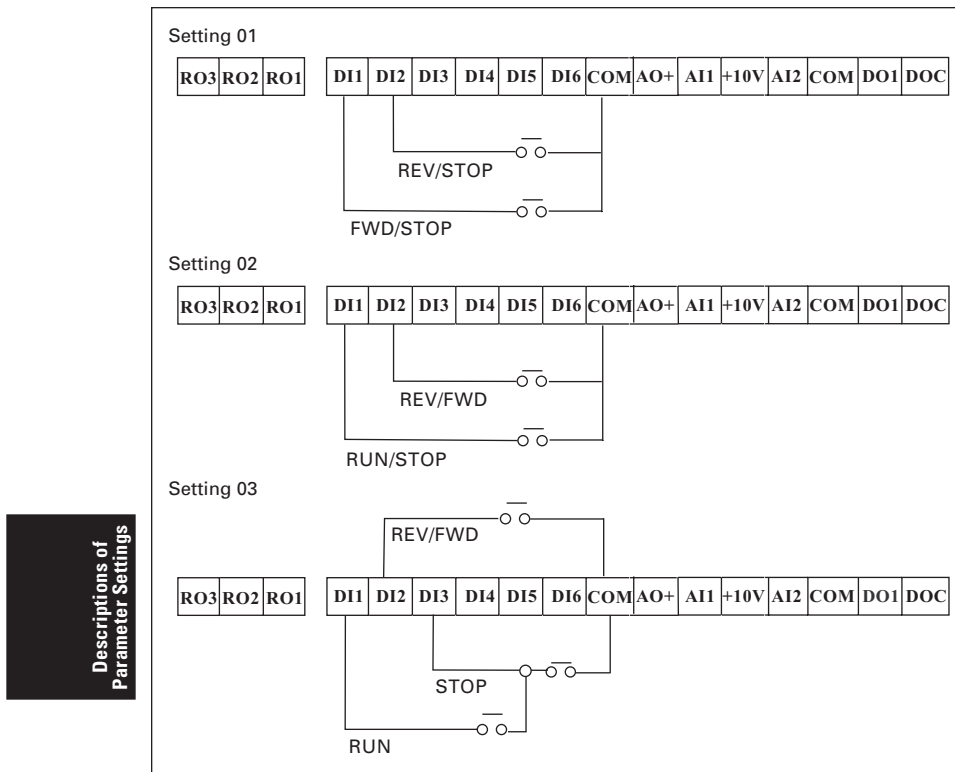 Setting 01
RO3 RO2 RO1 DI1 DI2 DI3 DI4 DI5 DI6 COM AO+ AI1 +10V AI2 COM DO1 DOC
REV/STOP
FWD/STOP
Setting 02
RO3 RO2 RO1 DI1 DI2 DI3 DI4 DI5 DI6 COM AO+ AI1 +10V AI2 COM DO1 DOC
REV/FWD
RUN/STOP
Setting 03
REV/FWD
RO3 RO2 RO1 DI1 DI2 DI3 DI4 DI5 DI6 COM AO+ AI1 +10V AI2 COM DO1 DOC
STOP
RUN
Descriptions of
Parameter Settings